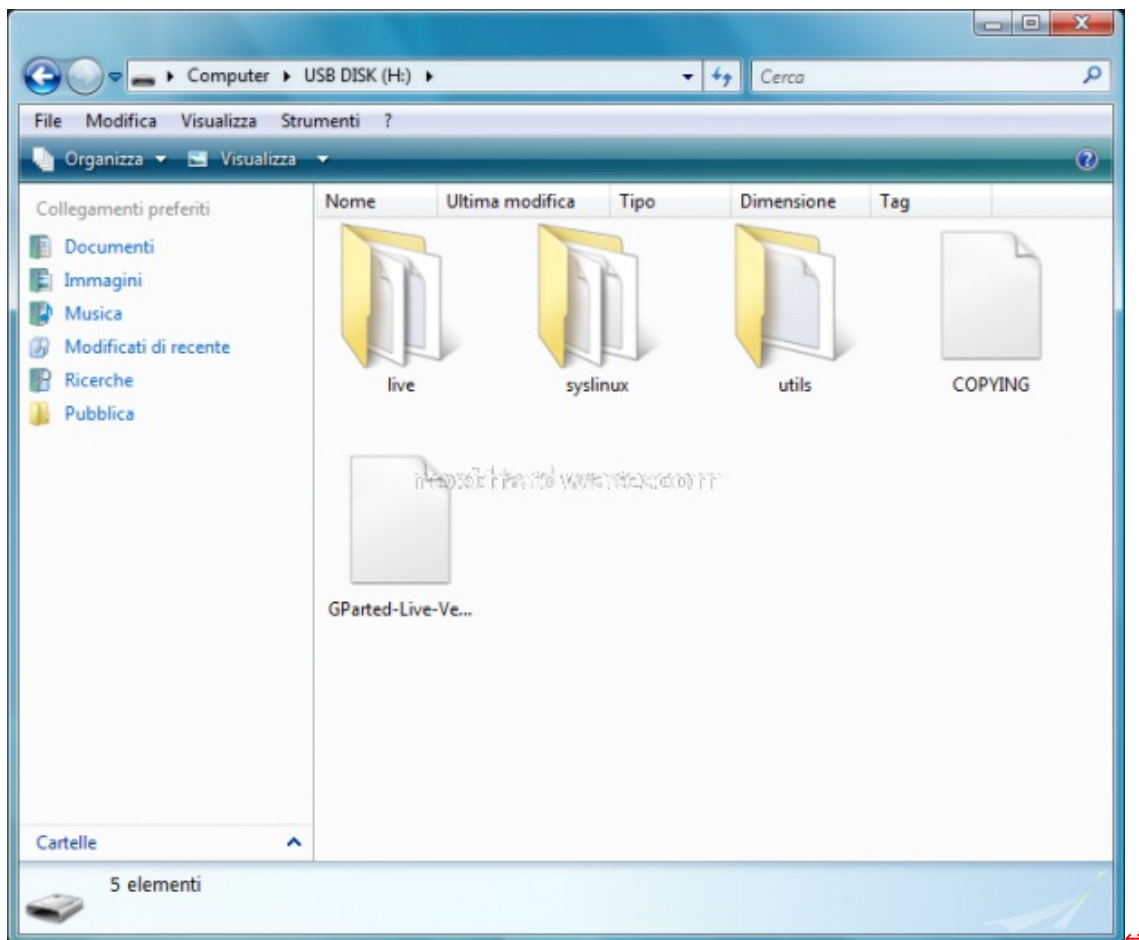 Computer USB DISK (H:) Cerca
File Modifica Visualizza Strumenti ?
Organizza Visualizza
Collegamenti preferiti
Documenti
Immagini
Musica
Modificati di recente
Ricerche
Pubblica
Cartelle
Nome Ultima modifica Tipo Dimensione Tag
live syslinux utils COPYING
GParted-Live-Ve...
5 elementi